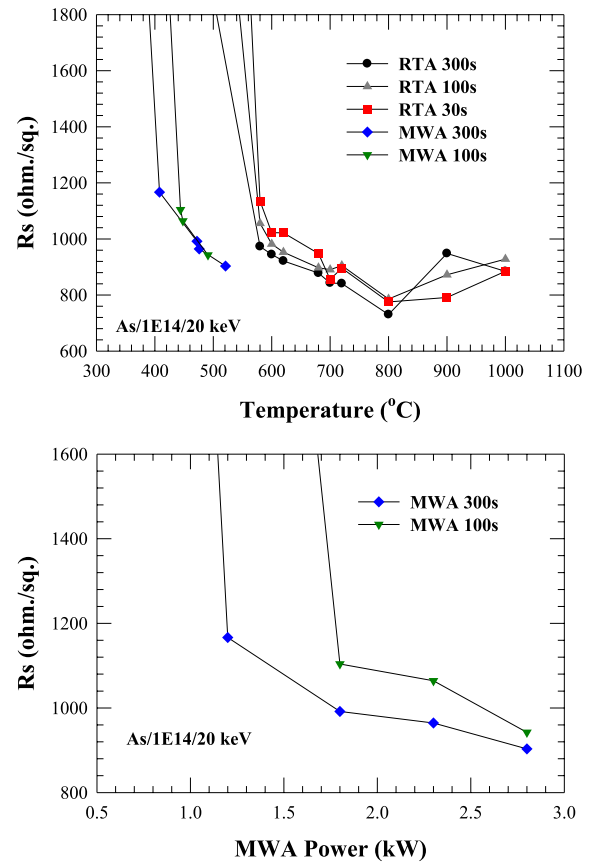 1800
1600
1400
1200
1000
800
600
Rs (ohm./sq.)
RTA 300s
RTA 100s
RTA 30s
MWA 300s
MWA 100s
As/1E14/20 keV
300 400 500 600 700 800 900 1000 1100
Temperature (°C)
1600
1400
1200
1000
800
Rs (ohm./sq.)
MWA 300s
MWA 100s
As/1E14/20 keV
0.5 1.0 1.5 2.0 2.5 3.0
MWA Power (kW)